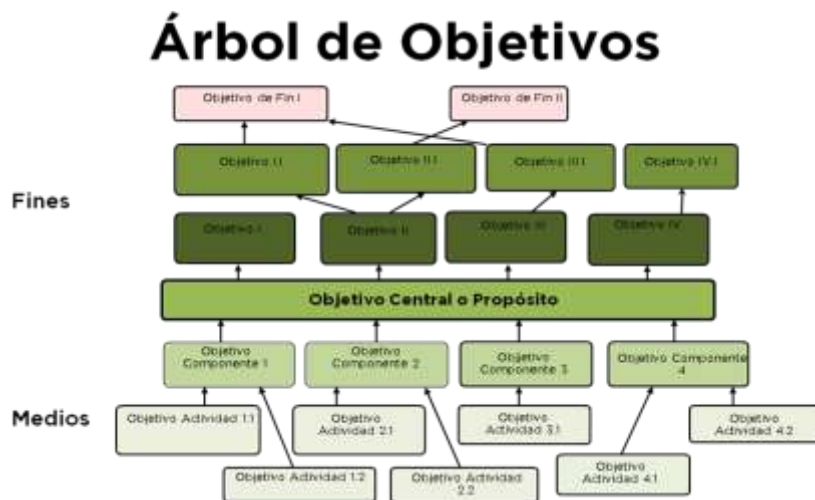 Árbol de Objetivos
Objetivo de Fin I
Objetivo de Fin II
Objetivo I.I
Objetivo II.I
Objetivo III.I
Objetivo IV.I
Fines
Objetivo I
Objetivo II
Objetivo III
Objetivo IV
Objetivo Central o Propósito
Objetivo
Componente 1
Objetivo
Componente 2
Objetivo
Componente 3
Objetivo Componente
4
Medios
Objetivo Actividad 1.1
Objetivo
Actividad 2.1
Objetivo
Actividad 3.1
Objetivo
Actividad 4.2
Objetivo Actividad 1.2
Objetivo Actividad
2.2
Objetivo
Actividad 4.1